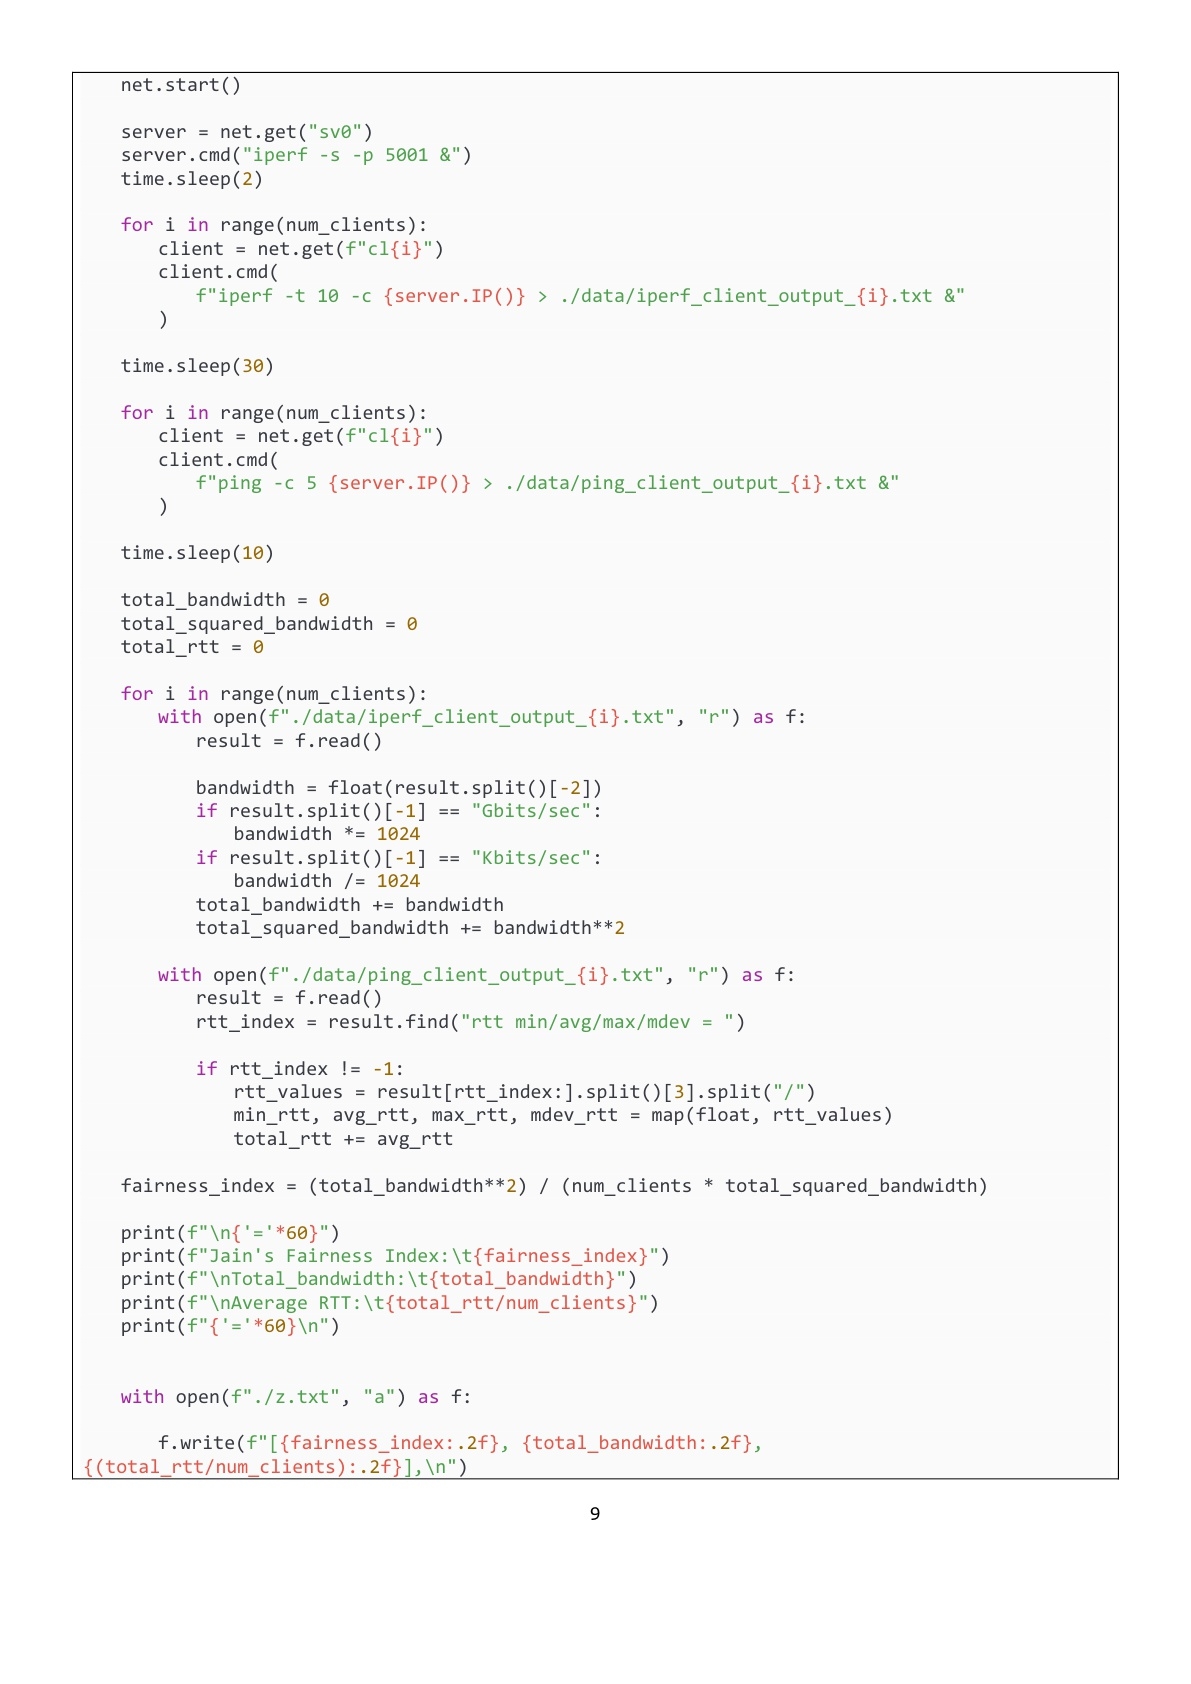 net.start()
server = net.get("sv0")
server.cmd("iperf -s -p 5001 &")
time.sleep(2)
for i in range(num_clients):
client = net.get(f"cl{i}")
client.cmd(
f"iperf -t 10 -c {server.IP()} > ./data/iperf_client_output_{i}.txt &"
)
time.sleep(30)
for i in range(num_clients):
client = net.get(f"cl{i}")
client.cmd(
f"ping -c 5 {server.IP()} > ./data/ping_client_output_{i}.txt &"
)
time.sleep(10)
total_bandwidth = 0
total_squared_bandwidth = 0
total_rtt = 0
for i in range(num_clients):
with open(f"./data/iperf_client_output_{i}.txt", "r") as f:
result = f.read()
bandwidth = float(result.split()[-2])
if result.split()[-1] == "Gbits/sec":
bandwidth *= 1024
if result.split()[-1] == "Kbits/sec":
bandwidth /= 1024
total_bandwidth += bandwidth
total_squared_bandwidth += bandwidth**2
with open(f"./data/ping_client_output_{i}.txt", "r") as f:
result = f.read()
rtt_index = result.find("rtt min/avg/max/mdev = ")
if rtt_index != -1:
rtt_values = result[rtt_index:].split()[3].split("/")
min_rtt, avg_rtt, max_rtt, mdev_rtt = map(float, rtt_values)
total_rtt += avg_rtt
fairness_index = (total_bandwidth**2) / (num_clients * total_squared_bandwidth)
print(f"\n{'='*60}")
print(f"Jain's Fairness Index:\t{fairness_index}")
print(f"\nTotal_bandwidth:\t{total_bandwidth}")
print(f"\nAverage RTT:\t{total_rtt/num_clients}")
print(f"{'='*60}\n")
with open(f"./z.txt", "a") as f:
f.write(f"[{fairness_index:.2f}, {total_bandwidth:.2f},
{(total_rtt/num_clients):.2f}],\n")
9